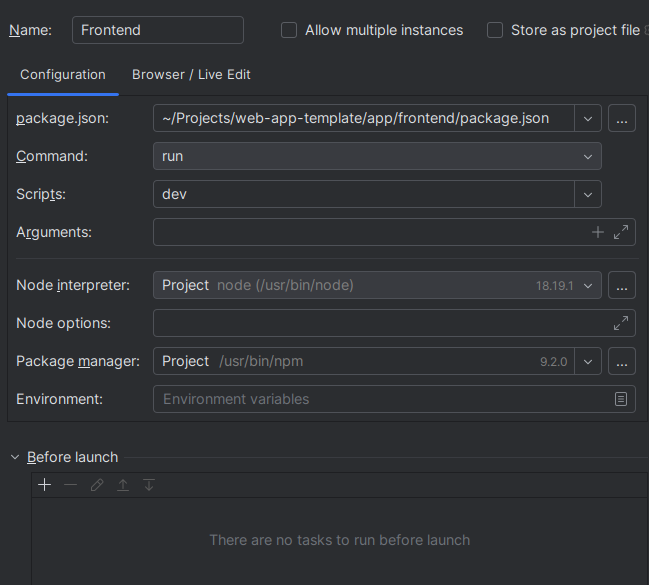 Name: Frontend Allow multiple instances Store as project file
Configuration Browser / Live Edit
package.json: ~/Projects/web-app-template/app/frontend/package.json ...
Command: run
Scripts: dev
Arguments:
Node interpreter: Project node (/usr/bin/node) 18.19.1 ...
Node options:
Package manager: Project /usr/bin/npm 9.2.0 ...
Environment: Environment variables
Before launch
There are no tasks to run before launch